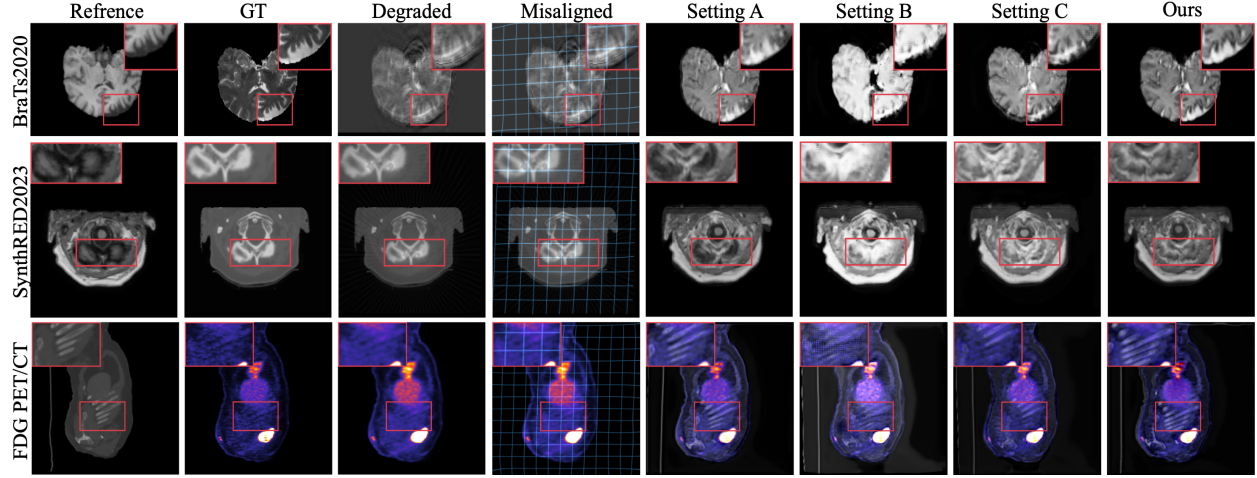 Refrence GT Degraded Misaligned Setting A Setting B Setting C Ours
BraTs2020
SynthRED2023
FDG PET/CT